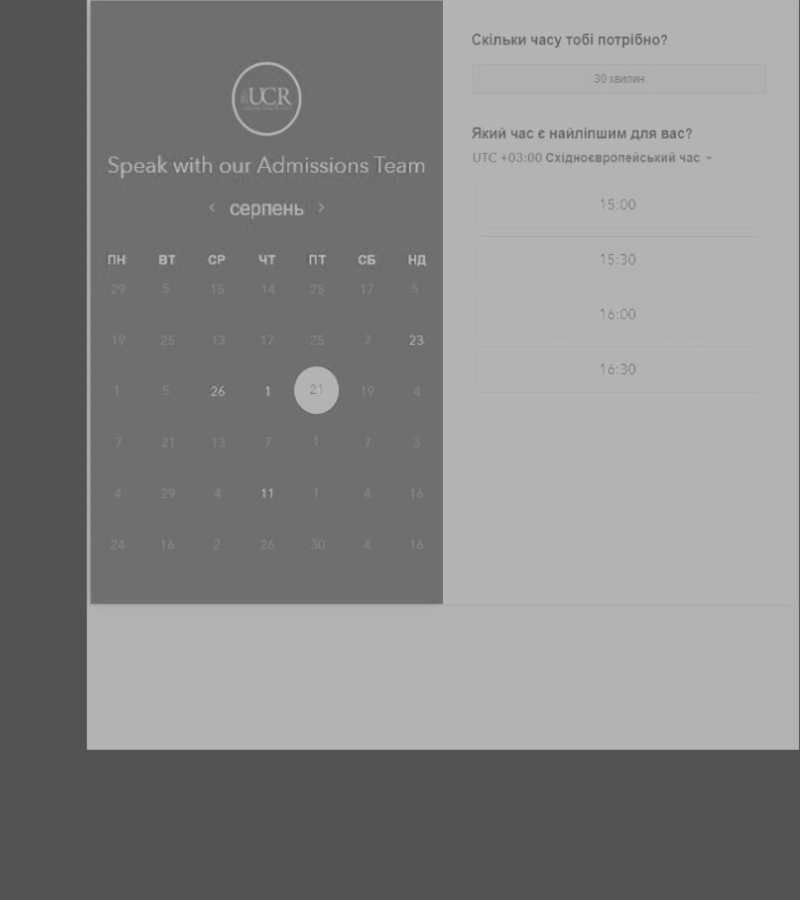 UCR
Speak with our Admissions Team
серпень
ПН ВТ СР ЧТ ПТ СБ НД
29 5 15 14 25 17 5
19 25 13 17 25 7 23
1 5 26 1 21 19 4
7 21 13 7 1 7 3
4 29 4 11 1 4 16
24 16 2 26 30 4 16
Скільки часу тобі потрібно?
30 хвилин
Який час є найліпшим для вас?
UTC +03:00 Східноєвропейський час
15:00
15:30
16:00
16:30